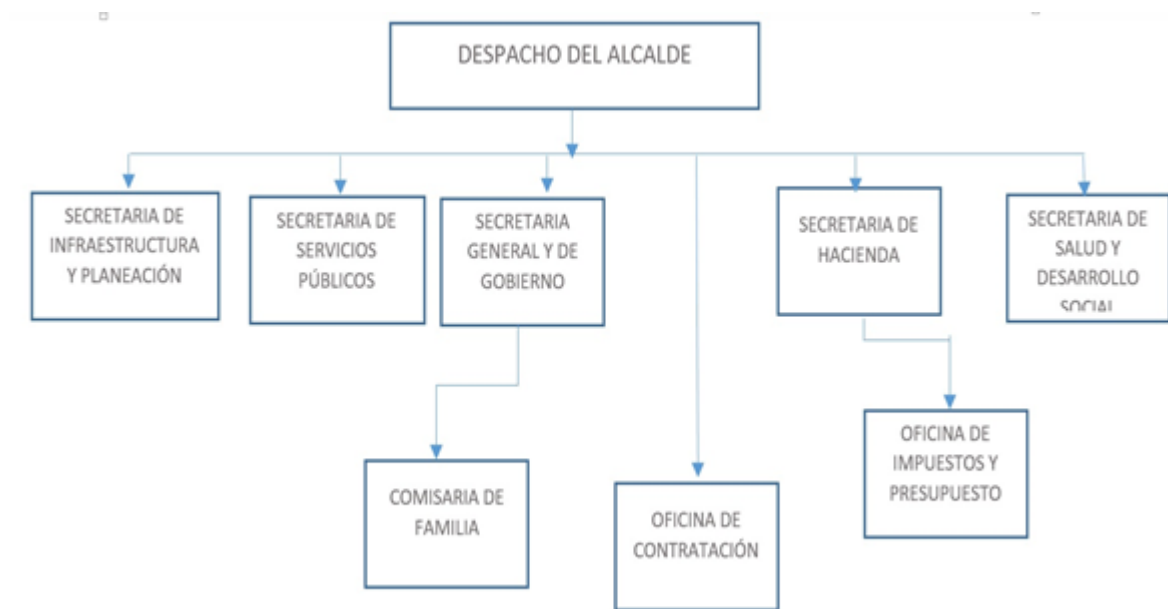 DESPACHO DEL ALCALDE
SECRETARIA DE
INFRAESTRUCTURA
Y PLANEACIÓN
SECRETARIA DE
SERVICIOS
PÚBLICOS
SECRETARIA
GENERAL Y DE
GOBIERNO
SECRETARIA DE
HACIENDA
SECRETARIA DE
SALUD Y
DESARROLLO
SOCIAL
COMISARIA DE
FAMILIA
OFICINA DE
CONTRATACIÓN
OFICINA DE
IMPUESTOS Y
PRESUPUESTO